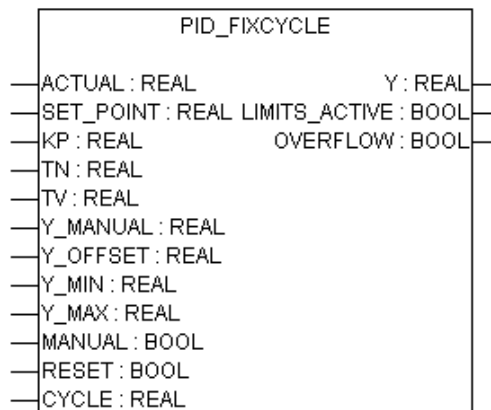 PID_FIXCYCLE
ACTUAL : REAL Y : REAL
SET_POINT : REAL LIMITS_ACTIVE : BOOL
KP : REAL OVERFLOW : BOOL
TN : REAL
TV : REAL
Y_MANUAL : REAL
Y_OFFSET : REAL
Y_MIN : REAL
Y_MAX : REAL
MANUAL : BOOL
RESET : BOOL
CYCLE : REAL